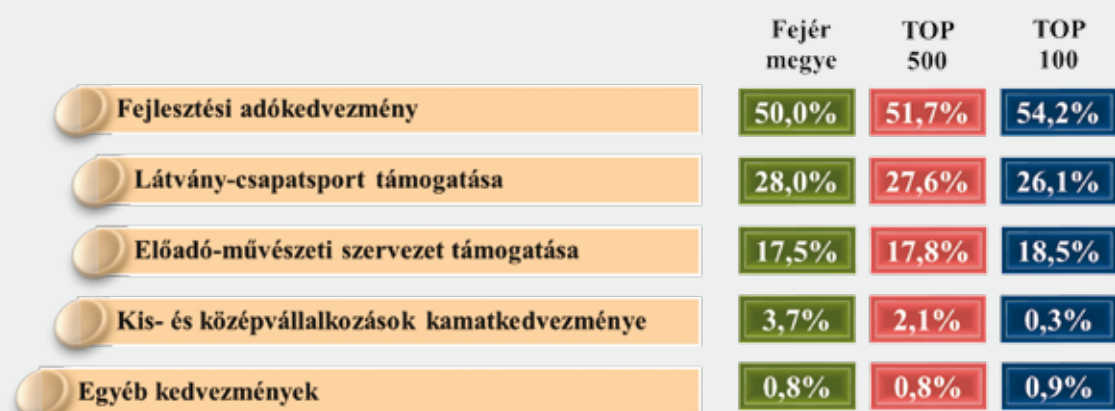 Fejér megye TOP 500 TOP 100
Fejlesztési adókedvezmény 50,0% 51,7% 54,2%
Látvány-csapatsport támogatása 28,0% 27,6% 26,1%
Előadó-művészeti szervezet támogatása 17,5% 17,8% 18,5%
Kis- és középvállalkozások kamatkedvezménye 3,7% 2,1% 0,3%
Egyéb kedvezmények 0,8% 0,8% 0,9%